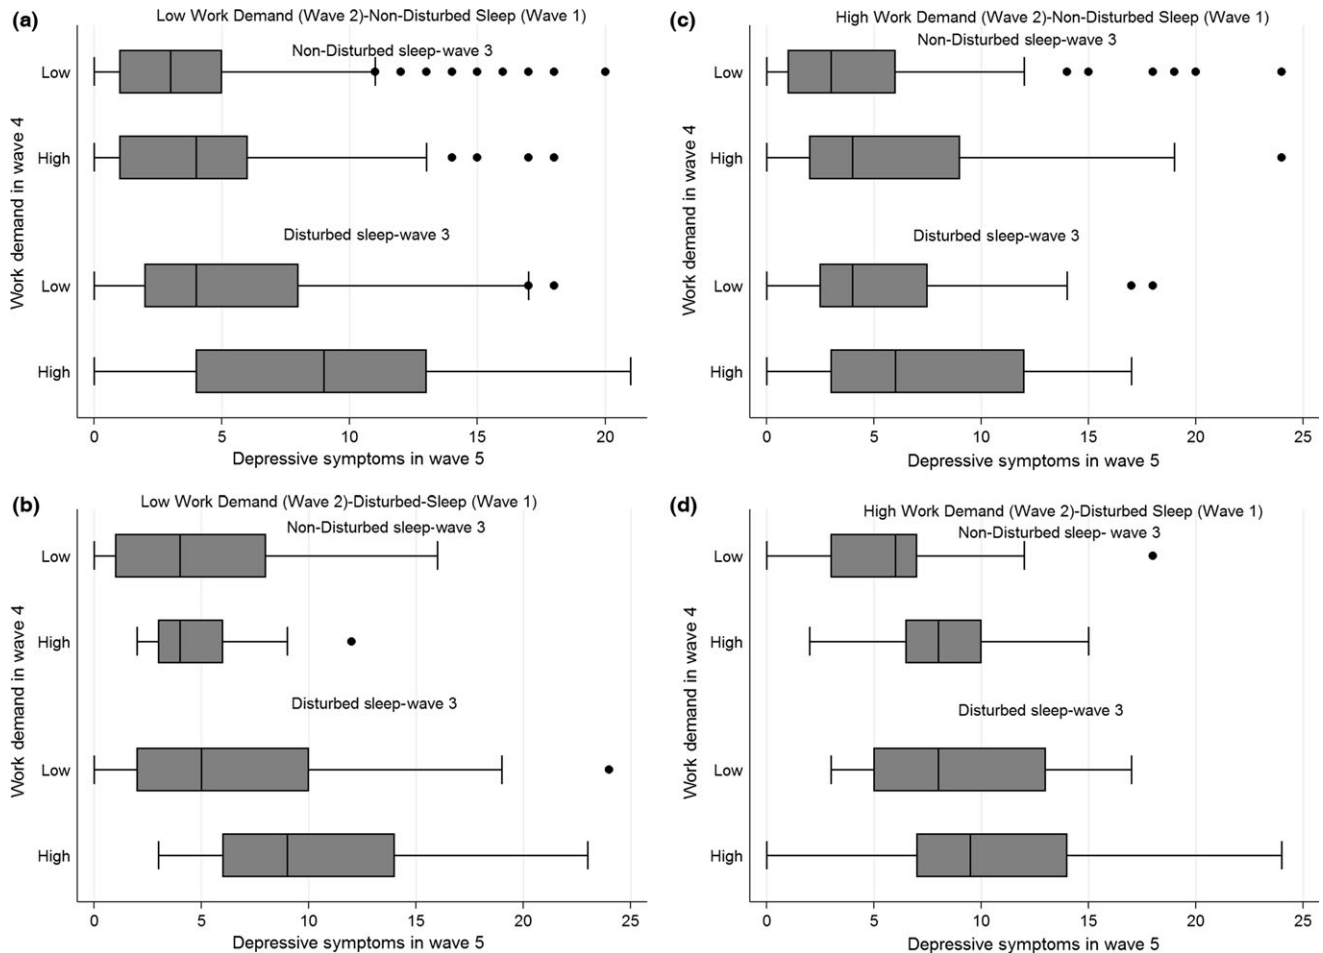 (a)
Low Work Demand (Wave 2)-Non-Disturbed Sleep (Wave 1)
Non-Disturbed sleep-wave 3
Low
High
Disturbed sleep-wave 3
Low
High
Work demand in wave 4
0 5 10 15 20
Depressive symptoms in wave 5
(c)
High Work Demand (Wave 2)-Non-Disturbed Sleep (Wave 1)
Non-Disturbed sleep-wave 3
Low
High
Disturbed sleep-wave 3
Low
High
Work demand in wave 4
0 5 10 15 20 25
Depressive symptoms in wave 5
(b)
Low Work Demand (Wave 2)-Disturbed-Sleep (Wave 1)
Non-Disturbed sleep-wave 3
Low
High
Disturbed sleep-wave 3
Low
High
Work demand in wave 4
0 5 10 15 20 25
Depressive symptoms in wave 5
(d)
High Work Demand (Wave 2)-Disturbed Sleep (Wave 1)
Non-Disturbed sleep- wave 3
Low
High
Disturbed sleep-wave 3
Low
High
Work demand in wave 4
0 5 10 15 20 25
Depressive symptoms in wave 5